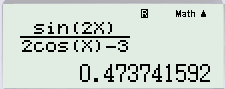 R Math ▲
sin(2X)
2cos(X)-3
0.473741592